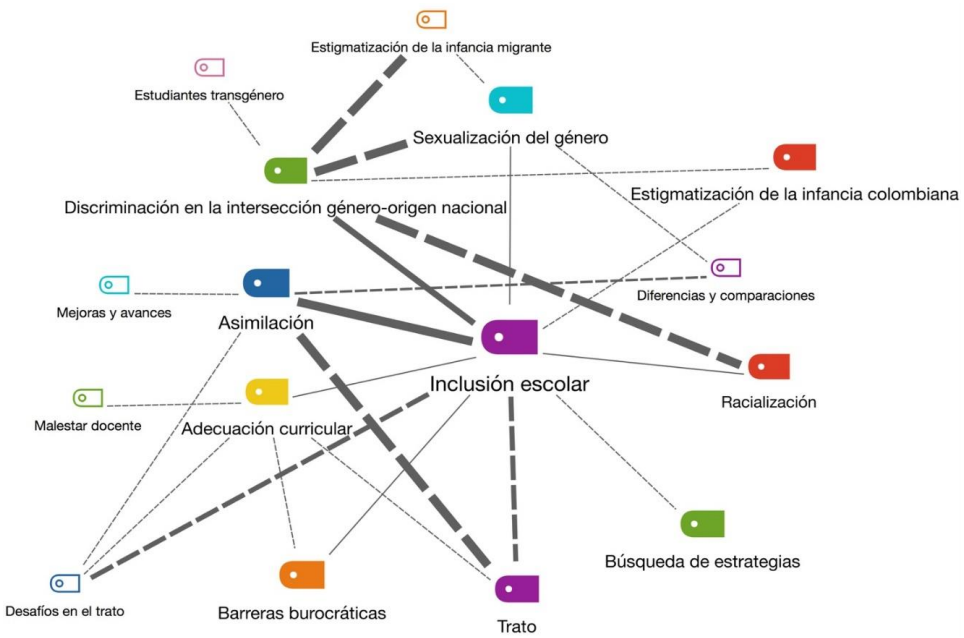 Estigmatización de la infancia migrante
Estudiantes transgénero
Sexualización del género
Estigmatización de la infancia colombiana
Discriminación en la intersección género-origen nacional
Diferencias y comparaciones
Mejoras y avances
Asimilación
Inclusión escolar
Racialización
Malestar docente
Adecuación curricular
Búsqueda de estrategias
Desafíos en el trato
Barreras burocráticas
Trato